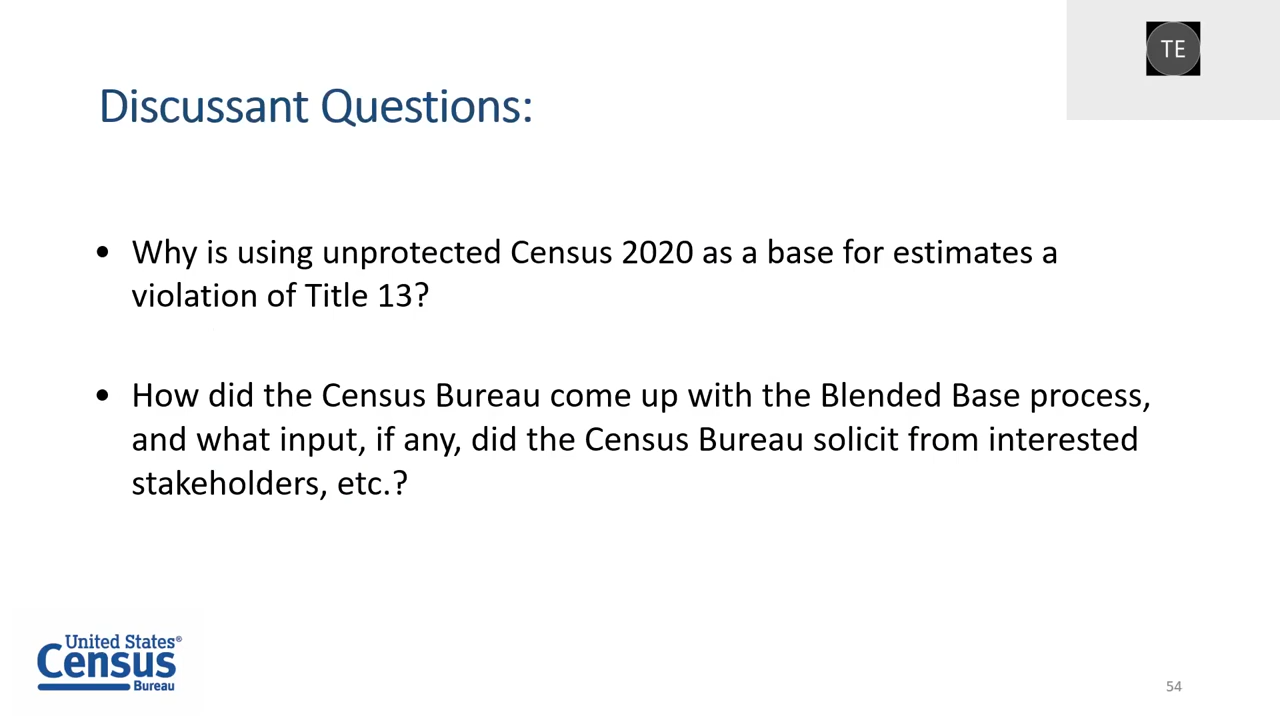 TE
Discussant Questions:
• Why is using unprotected Census 2020 as a base for estimates a
violation of Title 13?
• How did the Census Bureau come up with the Blended Base process,
and what input, if any, did the Census Bureau solicit from interested
stakeholders, etc.?
United States®
Census
Bureau
54